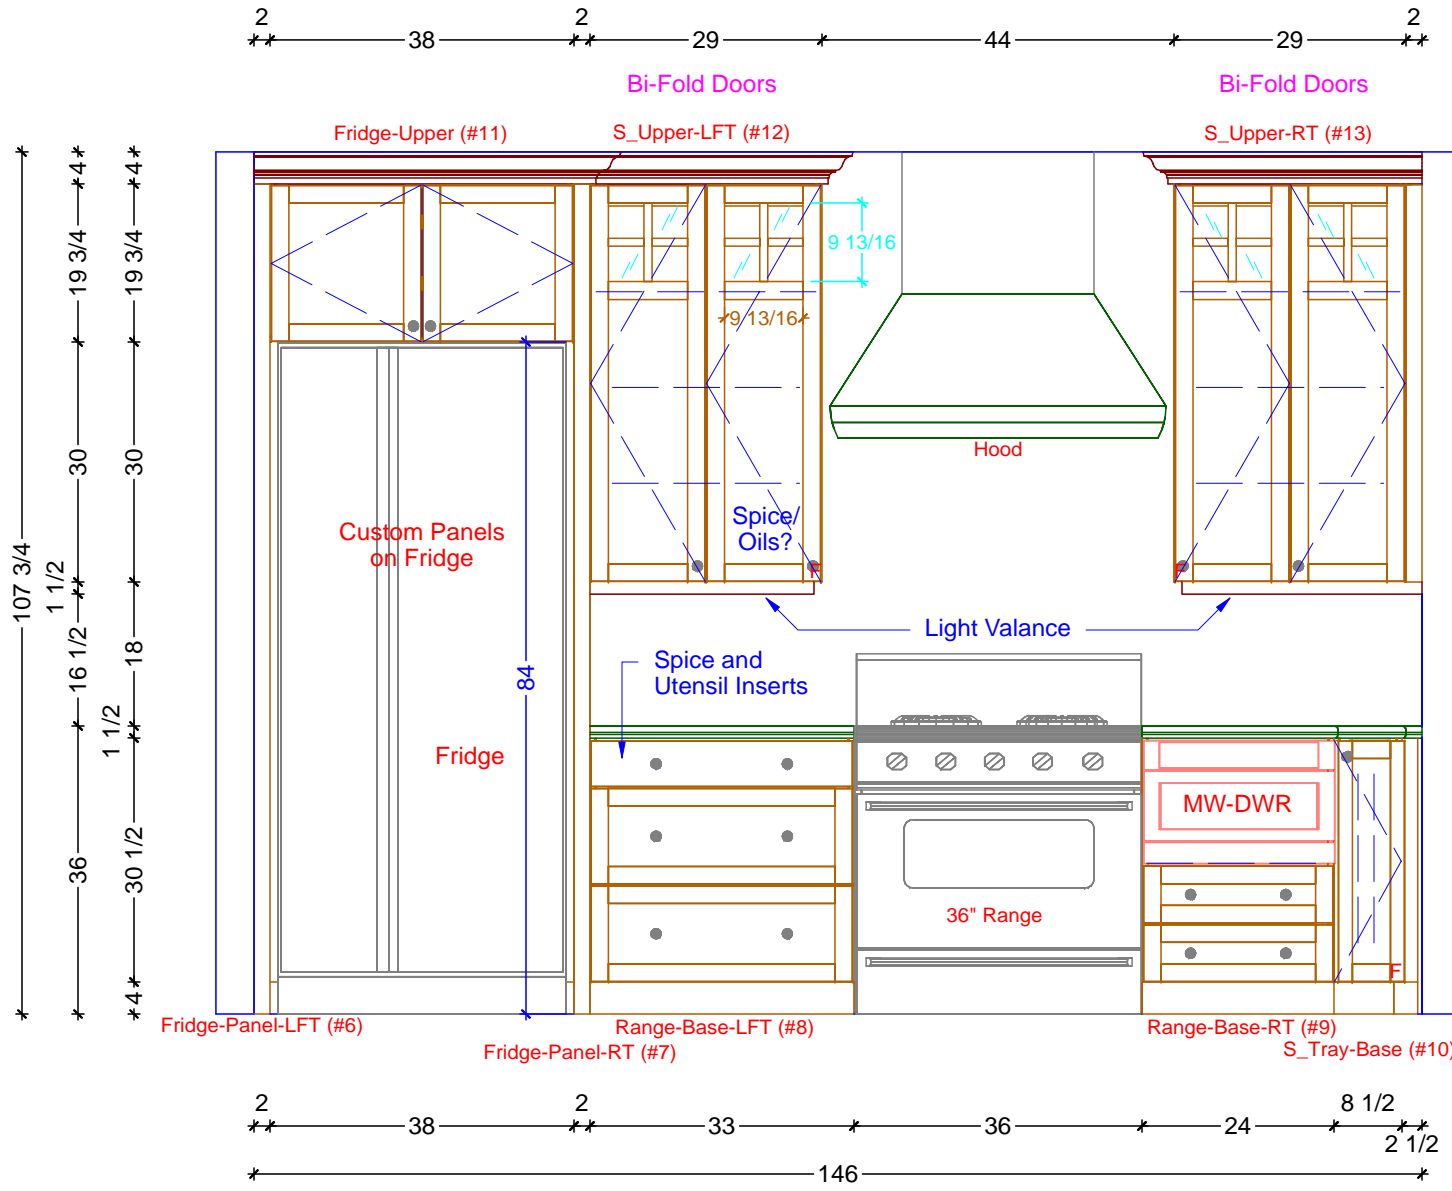 2
2
2
38
29
44
29
Bi-Fold Doors
Bi-Fold Doors
Fridge-Upper (#11)
S_Upper-LFT (#12)
S_Upper-RT (#13)
4
4
19 3/4
19 3/4
9 13/16
9 13/16
Hood
30
30
Custom Panels
on Fridge
Spice/
Oils?
F
F
107 3/4
1 1/2
Light Valance
16 1/2
18
84
Spice and
Utensil Inserts
1 1/2
Fridge
MW-DWR
36
30 1/2
36" Range
F
4
Fridge-Panel-LFT (#6)
Range-Base-LFT (#8)
Range-Base-RT (#9)
Fridge-Panel-RT (#7)
S_Tray-Base (#10)
2
2
8 1/2
38
33
36
24
2 1/2
146